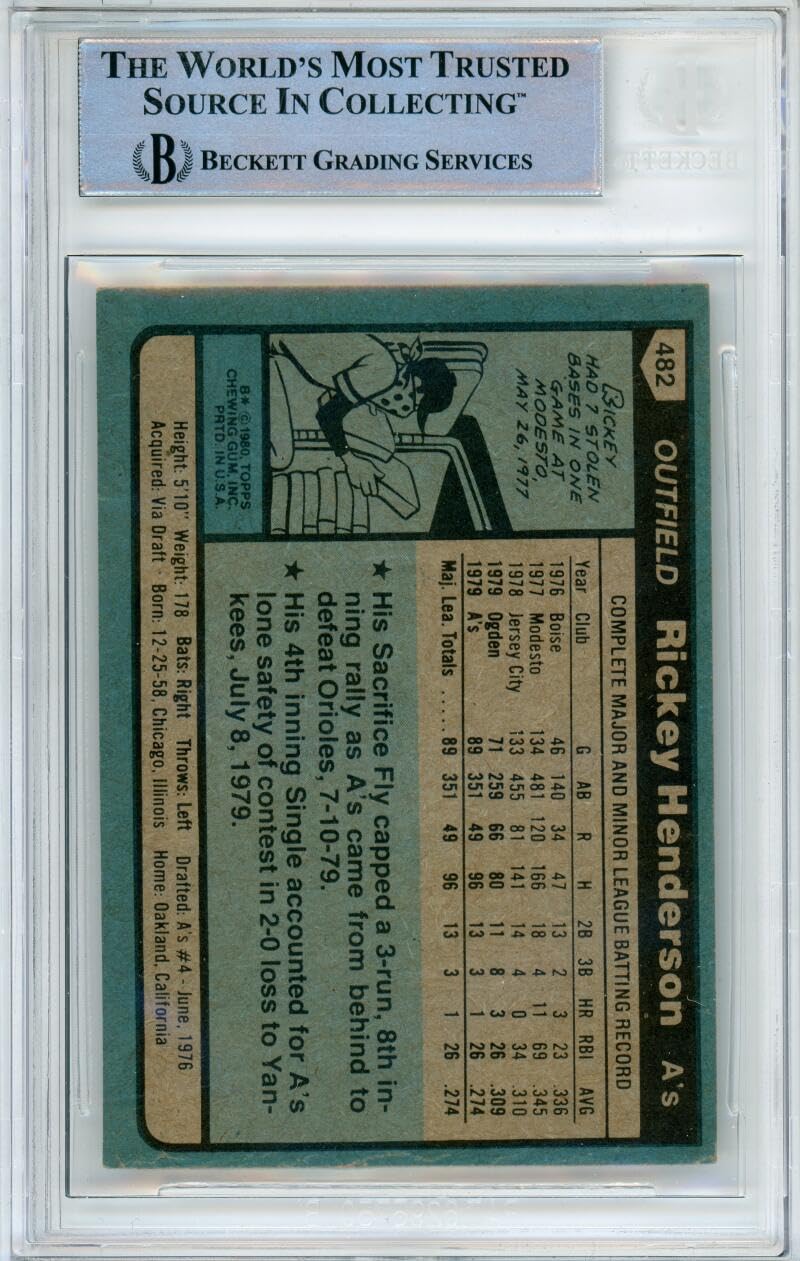 THE WORLD'S MOST TRUSTED
SOURCE IN COLLECTING™
B BECKETT GRADING SERVICES
BECKETT
482 OUTFIELD Rickey Henderson A's
RICKEY
HAD 7 STOLEN
BASES IN ONE
GAME AT
MODESTO,
MAY 26, 1977
B* © 1980, TOPPS
CHEWING GUM, INC.
PRTD. IN U.S.A.
COMPLETE MAJOR AND MINOR LEAGUE BATTING RECORD
Year Club G AB R H 2B 3B HR RBI AVG
1976 Boise 46 140 34 47 13 2 3 23 .336
1977 Modesto 134 481 120 166 18 4 11 69 .345
1978 Jersey City 133 455 81 141 14 4 0 34 .310
1979 Ogden 71 259 66 80 11 8 3 26 .309
1979 A's 89 351 49 96 13 3 1 26 .274
Maj. Lea. Totals ..... 89 351 49 96 13 3 1 26 .274
★ His Sacrifice Fly capped a 3-run, 8th in-
ning rally as A's came from behind to
defeat Orioles, 7-10-79.
★ His 4th inning Single accounted for A's
lone safety of contest in 2-0 loss to Yan-
kees, July 8, 1979.
Height: 5'10" Weight: 178 Bats: Right Throws: Left Drafted: A's #4 - June, 1976
Acquired: Via Draft · Born: 12-25-58, Chicago, Illinois Home: Oakland, California